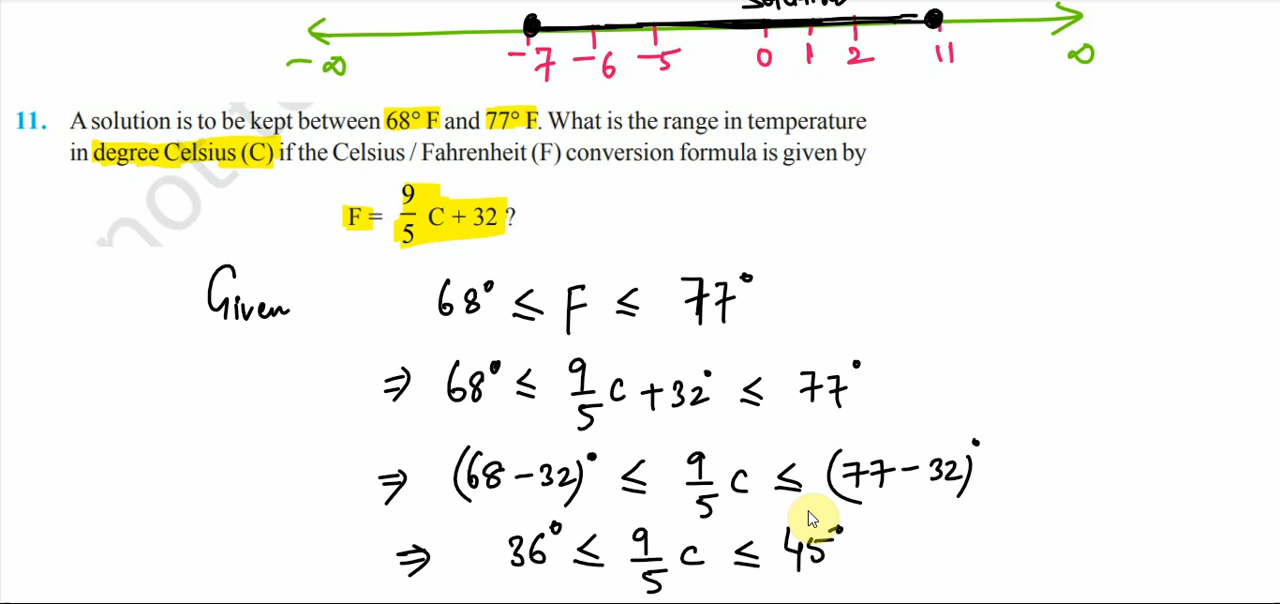 -∞ -7 -6 -5 0 1 2 11 ∞
11. A solution is to be kept between 68° F and 77° F. What is the range in temperature
in degree Celsius (C) if the Celsius / Fahrenheit (F) conversion formula is given by
F = 9/5 C + 32 ?
Given 68° ≤ F ≤ 77°
⇒ 68° ≤ 9/5 C + 32° ≤ 77°
⇒ (68 - 32)° ≤ 9/5 C ≤ (77 - 32)°
⇒ 36° ≤ 9/5 C ≤ 45°